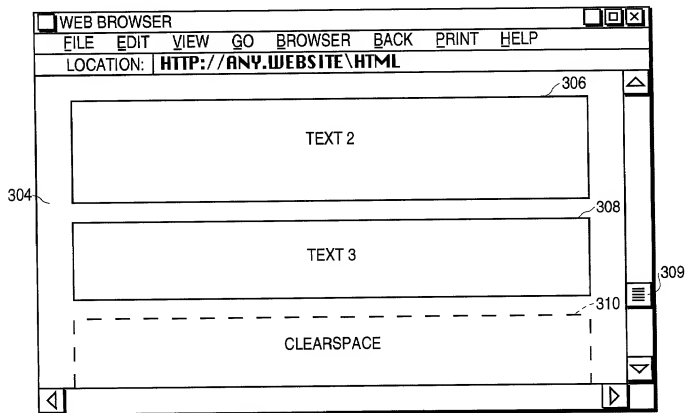 WEB BROWSER
FILE EDIT VIEW GO BROWSER BACK PRINT HELP
LOCATION: HTTP://ANY.WEBSITE\HTML
306
TEXT 2
304
308
TEXT 3
309
310
CLEARSPACE